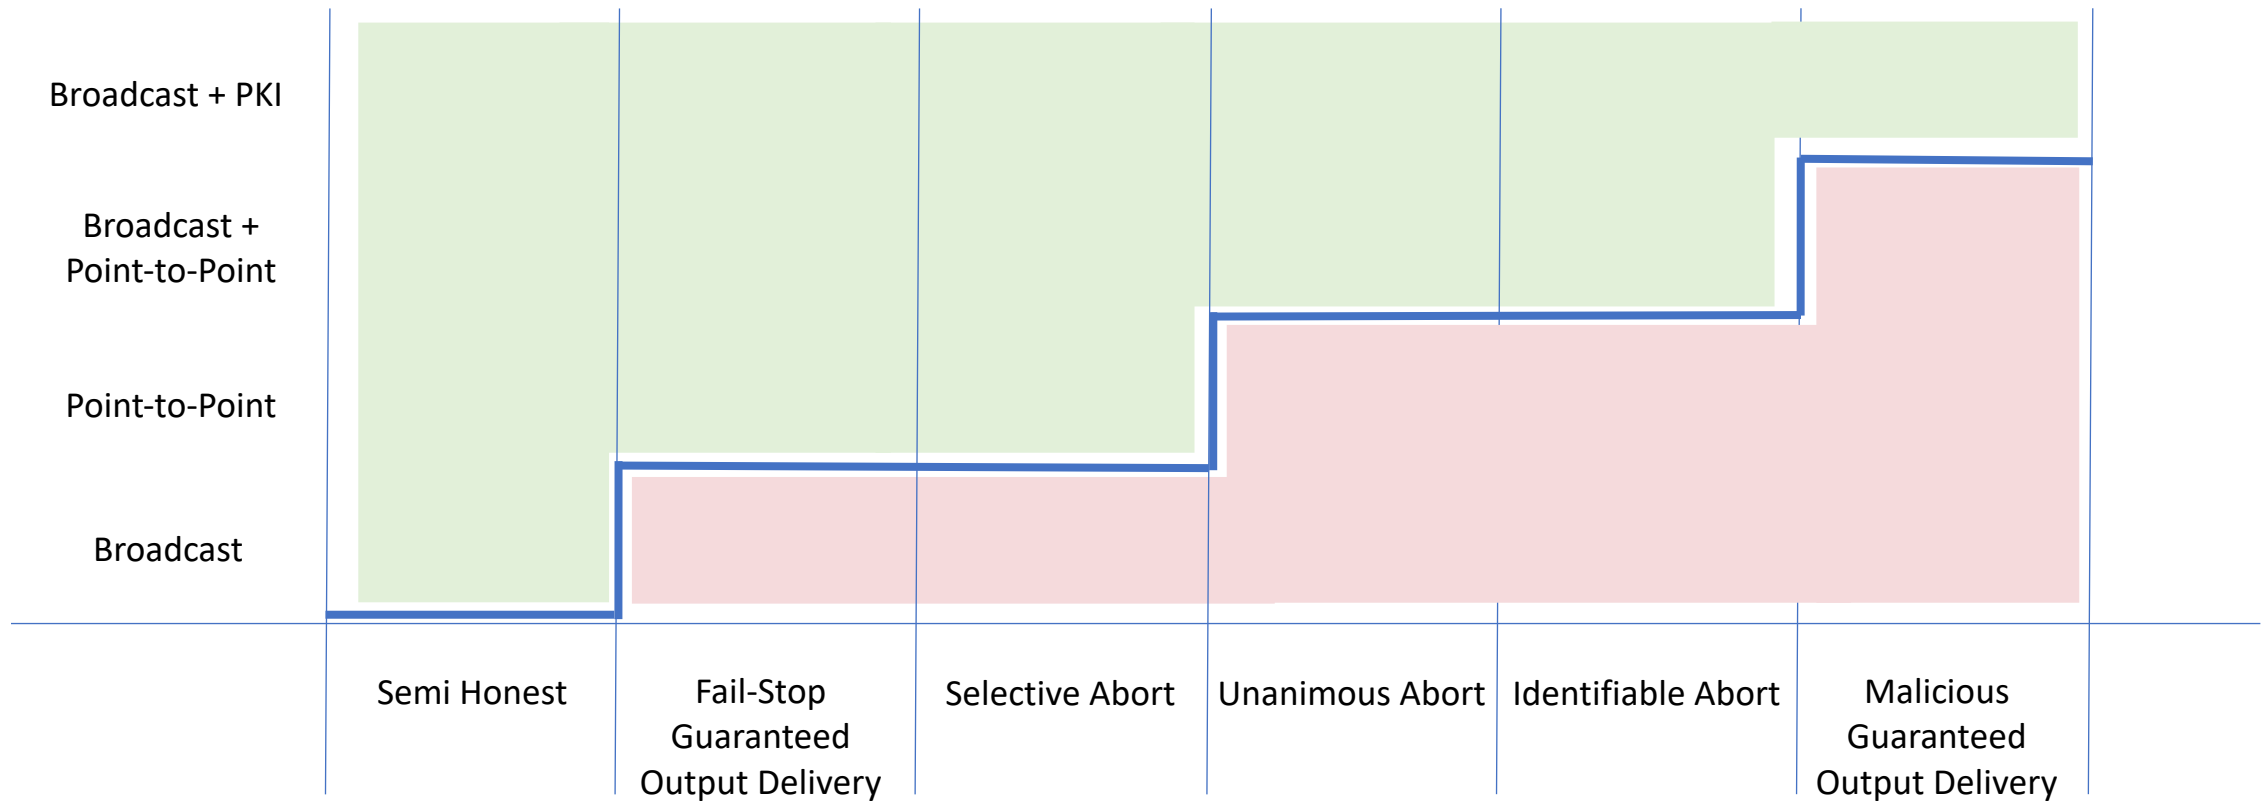 Broadcast + PKI
Broadcast +
Point-to-Point
Point-to-Point
Broadcast
Semi Honest
Fail-Stop
Guaranteed
Output Delivery
Selective Abort
Unanimous Abort
Identifiable Abort
Malicious
Guaranteed
Output Delivery